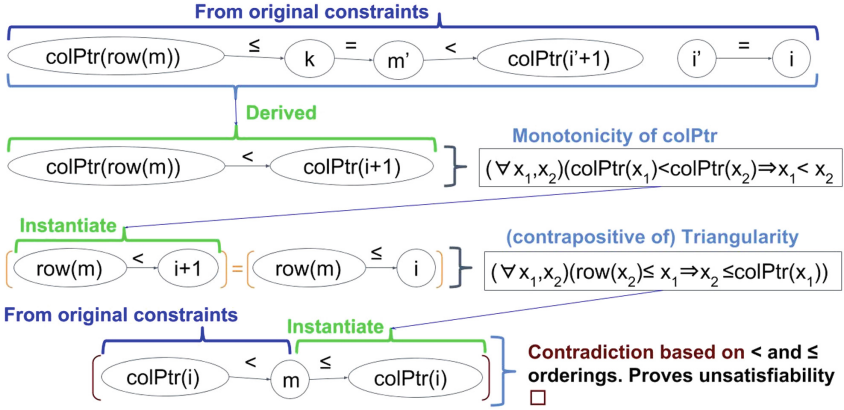 From original constraints
colPtr(row(m)) ≤ k = m' < colPtr(i'+1) i' = i
Derived
Monotonicity of colPtr
colPtr(row(m)) < colPtr(i+1) (∀x₁,x₂)(colPtr(x₁)<colPtr(x₂)⇒x₁< x₂
Instantiate
(contrapositive of) Triangularity
row(m) < i+1 = row(m) ≤ i (∀x₁,x₂)(row(x₂)≤ x₁⇒x₂ ≤colPtr(x₁))
From original constraints
Instantiate
colPtr(i) < m ≤ colPtr(i)
Contradiction based on < and ≤
orderings. Proves unsatisfiability
□